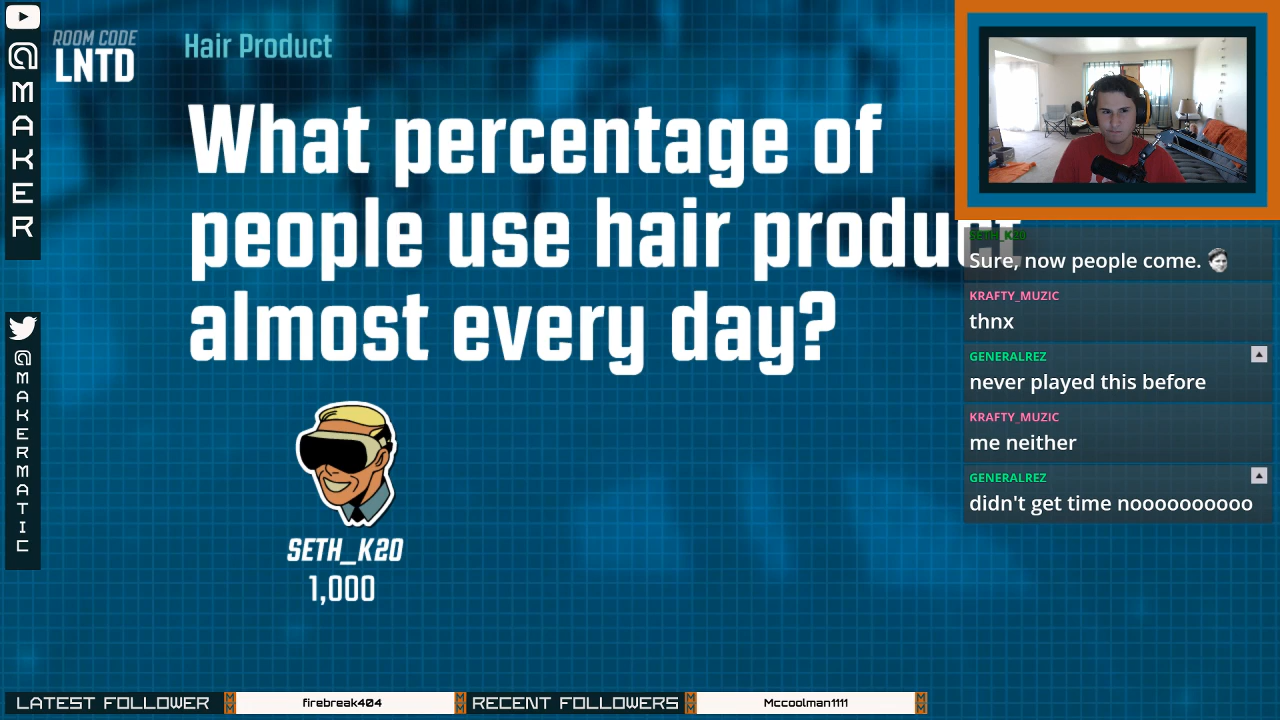 @MAKER
@MAKERMATIC
ROOM CODE
LNTD
Hair Product
What percentage of
people use hair product
almost every day?
SETH_K20
1,000
SETH_K20
Sure, now people come.
KRAFTY_MUZIC
thnx
GENERALREZ
never played this before
KRAFTY_MUZIC
me neither
GENERALREZ
didn't get time noooooooooo
LATEST FOLLOWER
firebreak404
RECENT FOLLOWERS
Mccoolman1111